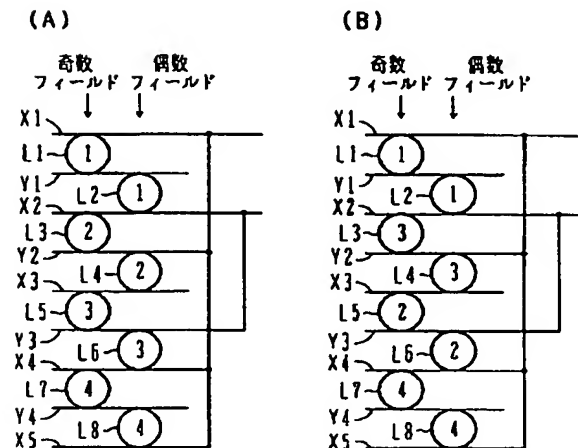 (A)
奇数 偶数
フィールド フィールド
X1
L1 1
Y1
L2 1
X2
L3 2
Y2
L4 2
X3
L5 3
Y3
L6 3
X4
L7 4
Y4
L8 4
X5
(B)
奇数 偶数
フィールド フィールド
X1
L1 1
Y1
L2 1
X2
L3 3
Y2
L4 3
X3
L5 2
Y3
L6 2
X4
L7 4
Y4
L8 4
X5